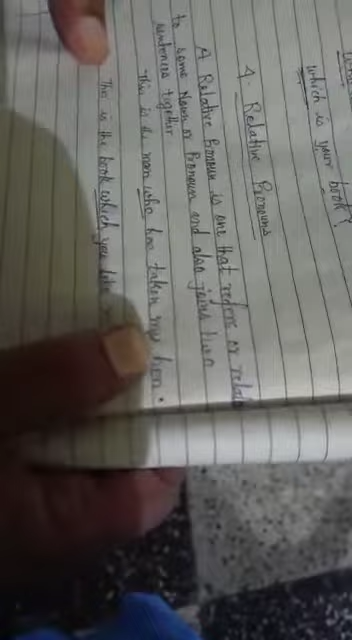 which is your book?
4. Relative Pronouns
A Relative Pronoun is one that refers or relate
to some Noun or Pronoun and also joins two
sentences together.
This is the man who has taken my
This is the book which you